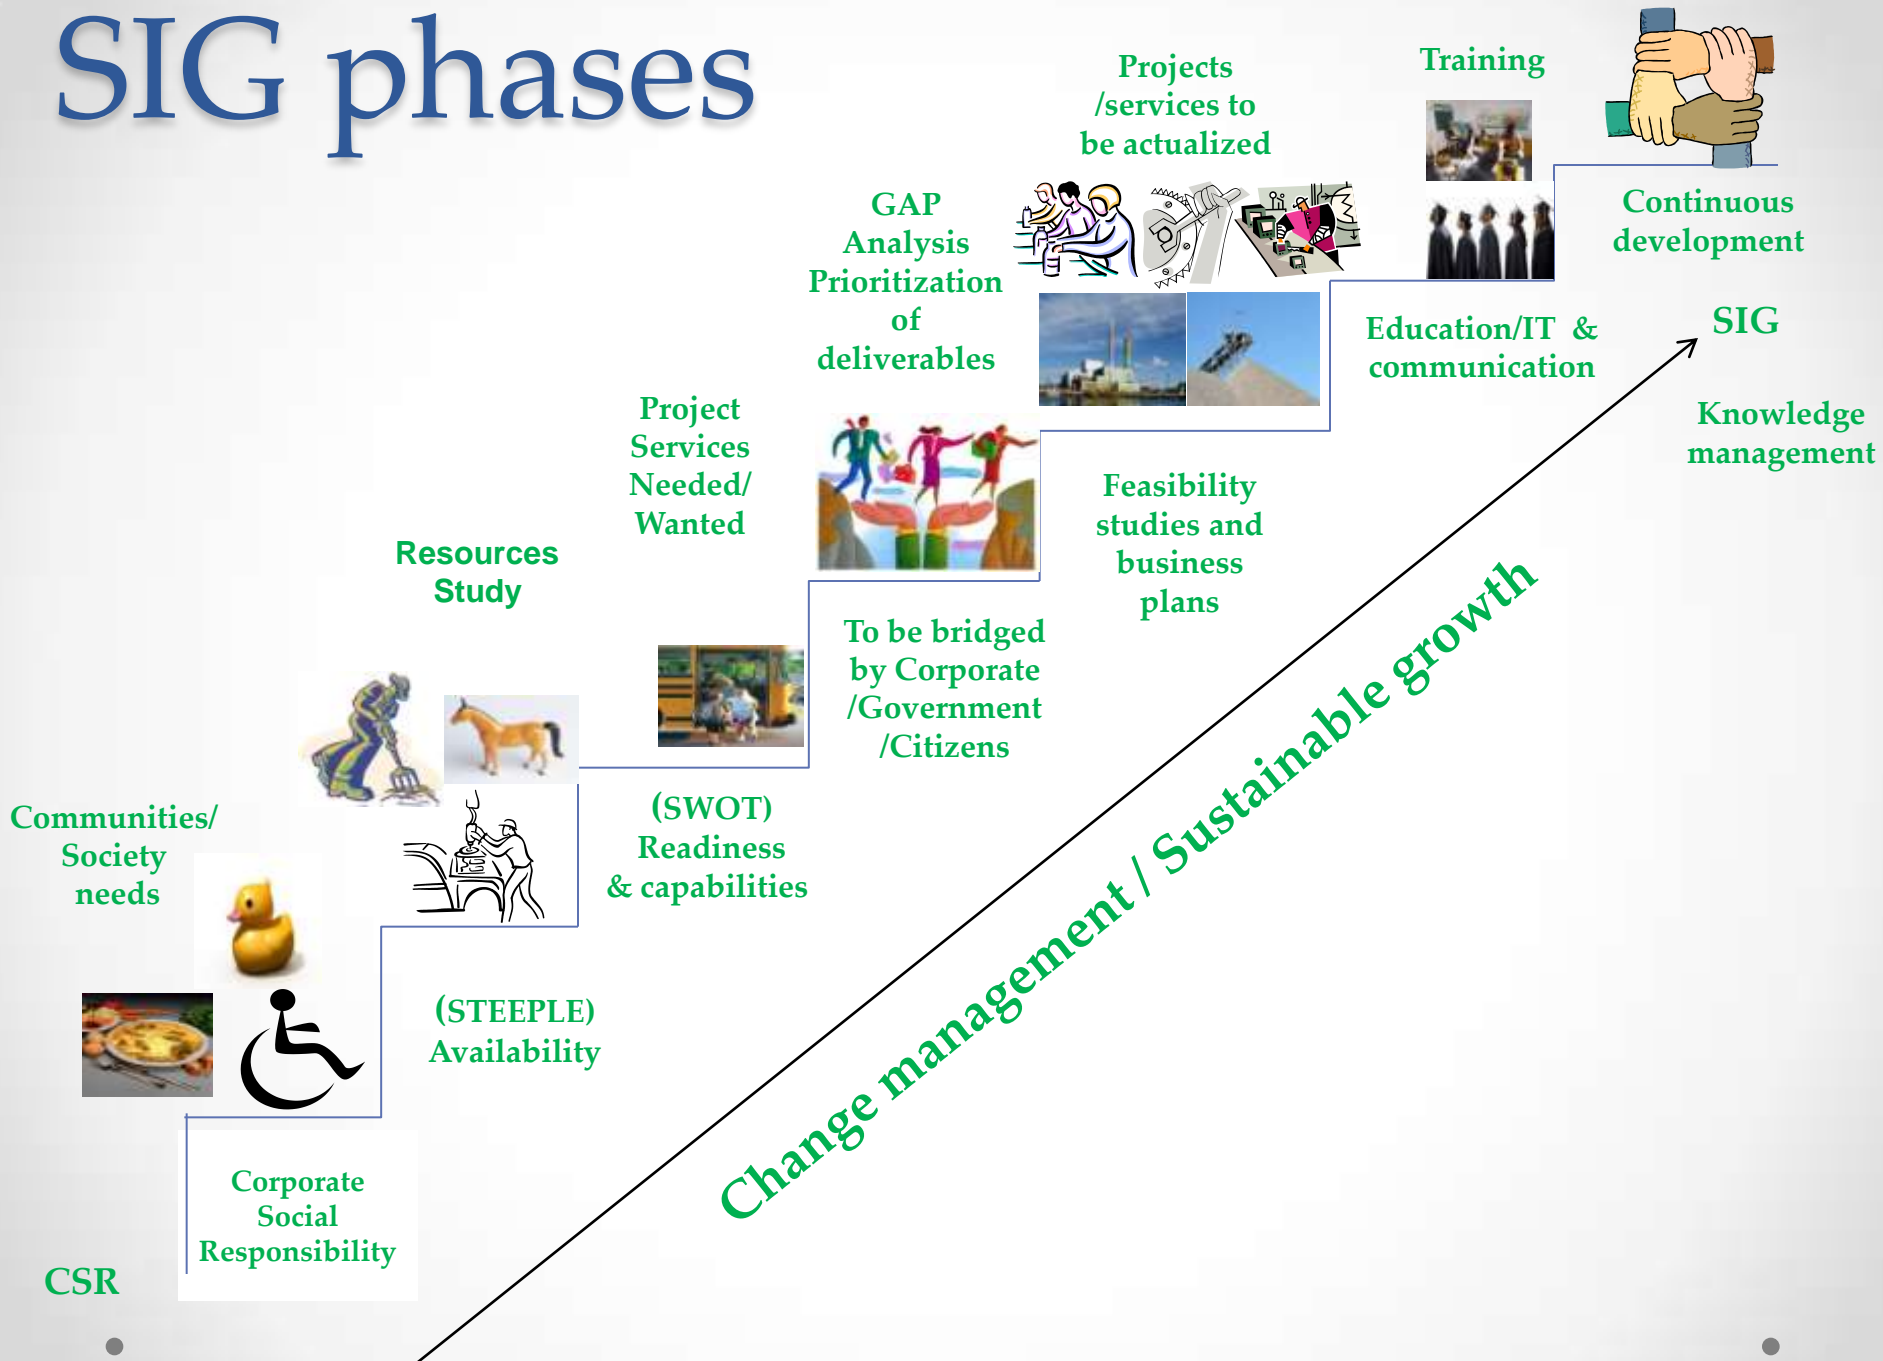 SIG phases
Projects
/services to
be actualized
Training
Continuous
development
GAP
Analysis
Prioritization
of
deliverables
SIG
Education/IT &
communication
Knowledge
management
Project
Services
Needed/
Wanted
Feasibility
studies and
business
plans
Resources
Study
To be bridged
by Corporate
/Government
/Citizens
(SWOT)
Readiness
& capabilities
Communities/
Society
needs
(STEEPLE)
Availability
Change management / Sustainable growth
Corporate
Social
Responsibility
CSR